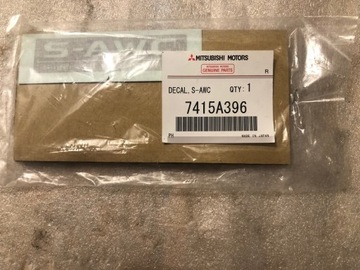 S-AWC
MITSUBISHI MOTORS
GENUINE PARTS
R
DECAL,S-AWC QTY:1
7415A396
MADE IN JAPAN